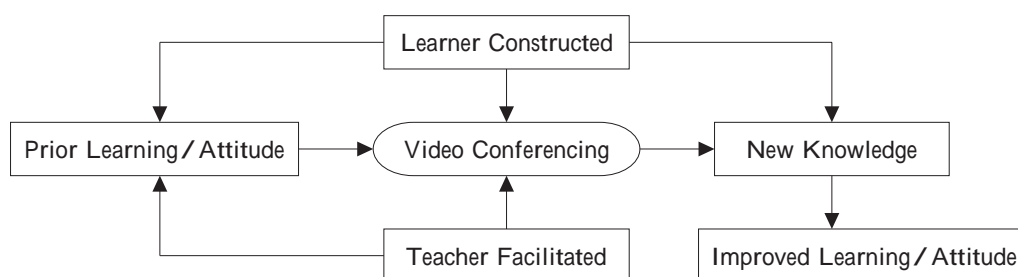 Learner Constructed
Prior Learning/Attitude
Video Conferencing
New Knowledge
Teacher Facilitated
Improved Learning/Attitude